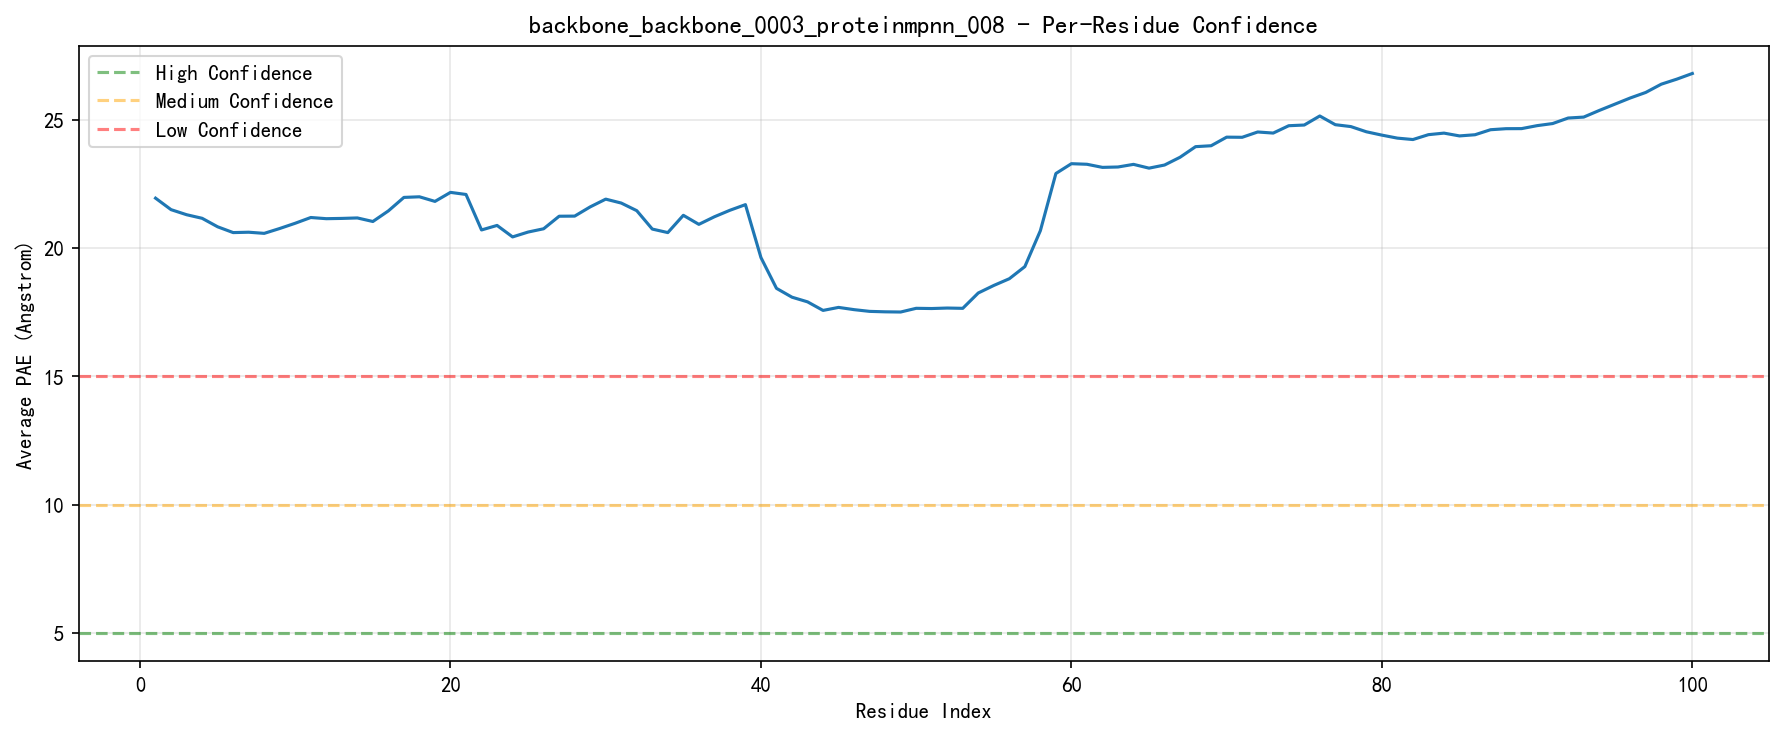 backbone_backbone_0003_proteinmpnn_008 - Per-Residue Confidence
High Confidence
Medium Confidence
Low Confidence
25
20
15
10
5
Average PAE (Angstrom)
0 20 40 60 80 100
Residue Index